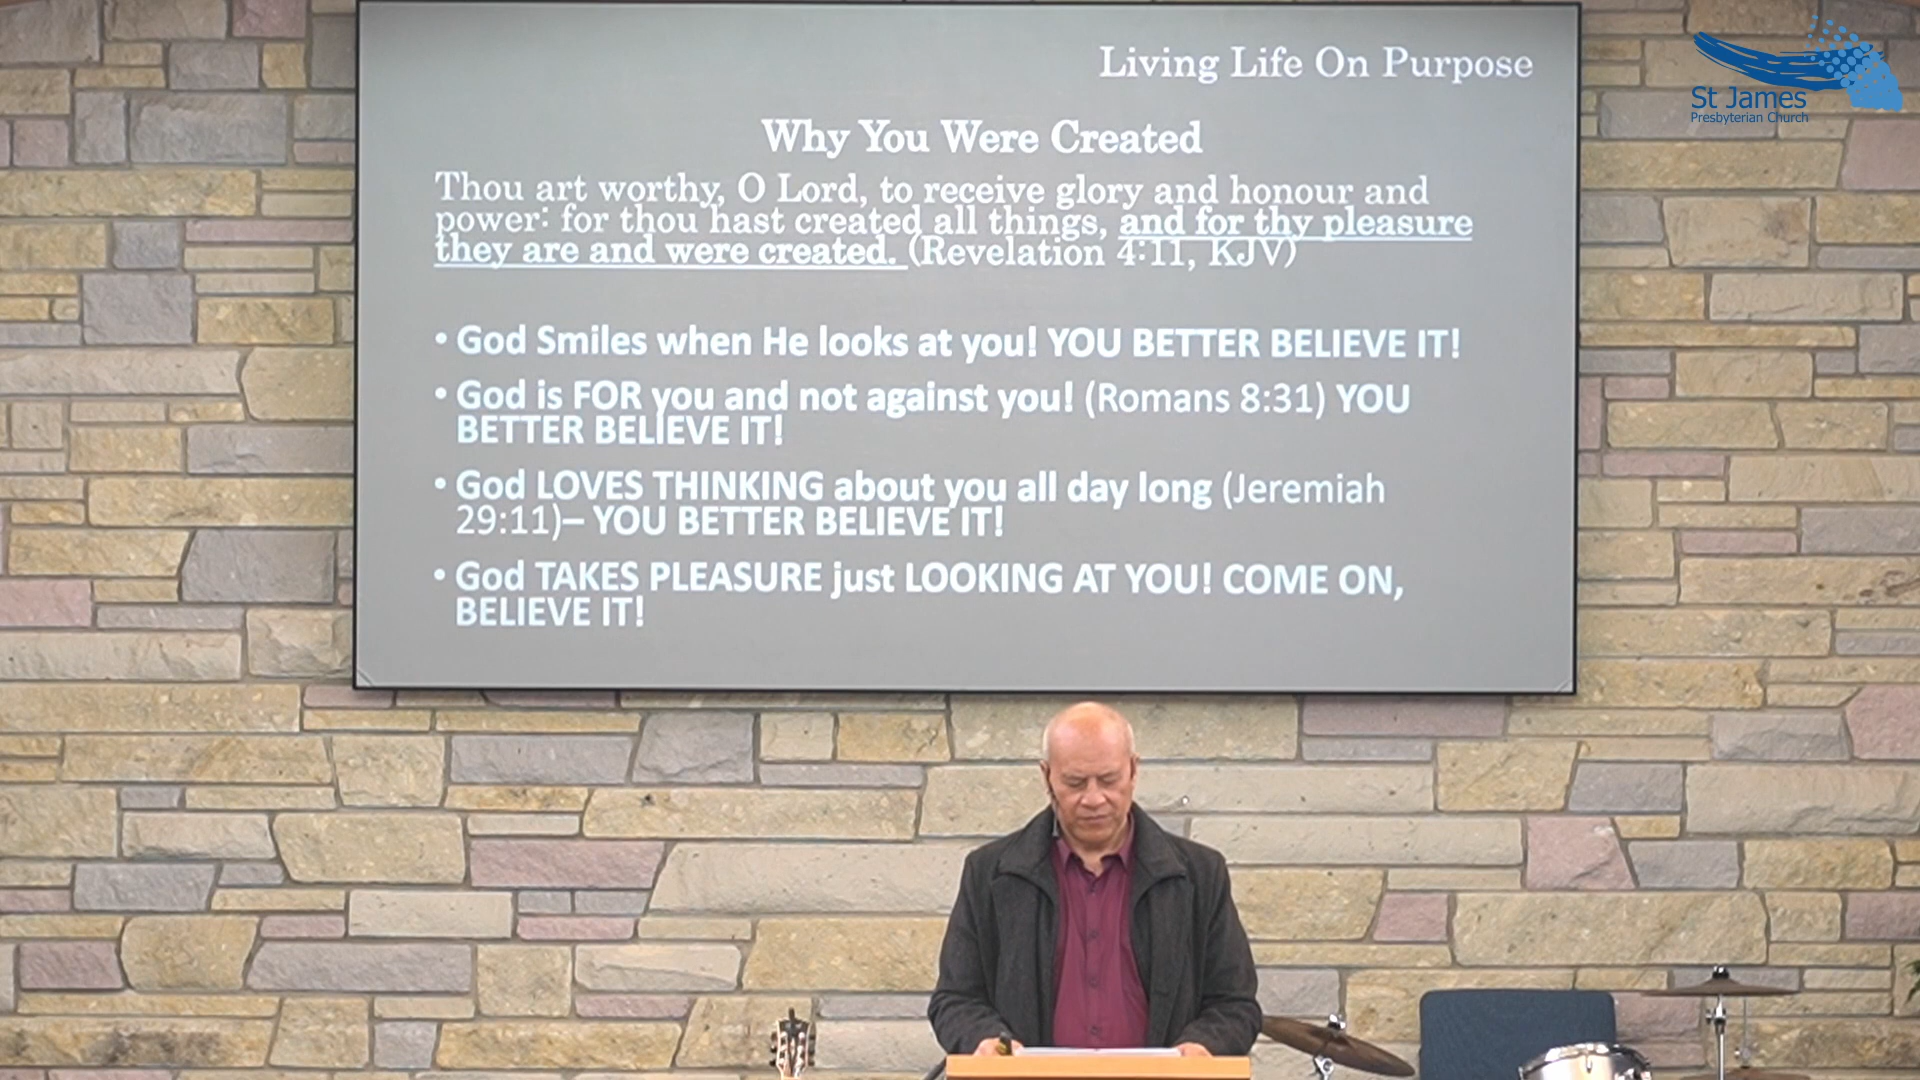 Living Life On Purpose
St James
Presbyterian Church
Why You Were Created
Thou art worthy, O Lord, to receive glory and honour and
power: for thou hast created all things, and for thy pleasure
they are and were created. (Revelation 4:11, KJV)
• God Smiles when He looks at you! YOU BETTER BELIEVE IT!
• God is FOR you and not against you! (Romans 8:31) YOU
BETTER BELIEVE IT!
• God LOVES THINKING about you all day long (Jeremiah
29:11)– YOU BETTER BELIEVE IT!
• God TAKES PLEASURE just LOOKING AT YOU! COME ON,
BELIEVE IT!